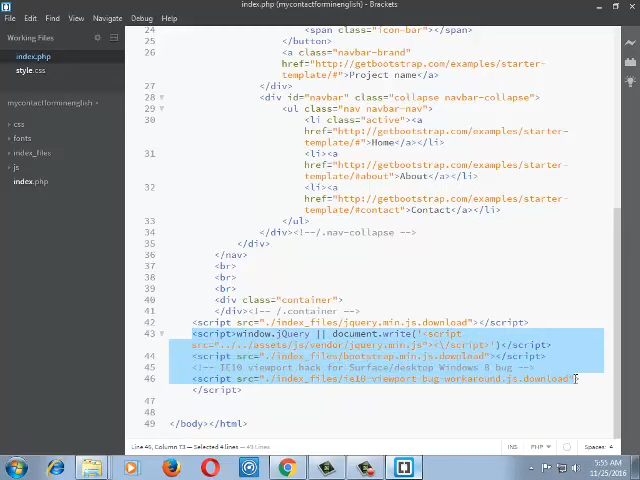 index.php (mycontactforminenglish) - Brackets
File Edit Find View Navigate Debug Help
Working Files
index.php
style.css
mycontactforminenglish
css
fonts
index_files
js
index.php
24 <span class="icon-bar"></span>
25 </button>
26 <a class="navbar-brand"
href="http://getbootstrap.com/examples/starter-
template/#">Project name</a>
27 </div>
28 <div id="navbar" class="collapse navbar-collapse">
29 <ul class="nav navbar-nav">
30 <li class="active"><a
href="http://getbootstrap.com/examples/starter-
template/#">Home</a></li>
31 <li><a
href="http://getbootstrap.com/examples/starter-
template/#about">About</a></li>
32 <li><a
href="http://getbootstrap.com/examples/starter-
template/#contact">Contact</a></li>
33 </ul>
34 </div><!--/.nav-collapse -->
35 </div>
36 </nav>
37 <br>
38 <br>
39 <br>
40 <div class="container">
41 </div><!-- /.container -->
42 <script src="./index_files/jquery.min.js.download"></script>
43 <script>window.jQuery || document.write('<script
src="../../assets/js/vendor/jquery.min.js"><\/script>')</script>
44 <script src="./index_files/bootstrap.min.js.download"></script>
45 <!-- IE10 viewport hack for Surface/desktop Windows 8 bug -->
46 <script src="./index_files/ie10-viewport-bug-workaround.js.download">
</script>
47
48
49 </body></html>
Line 45, Column 73 — Selected 4 lines — 49 Lines
INS PHP Spaces: 4
5:55 AM
11/25/2016